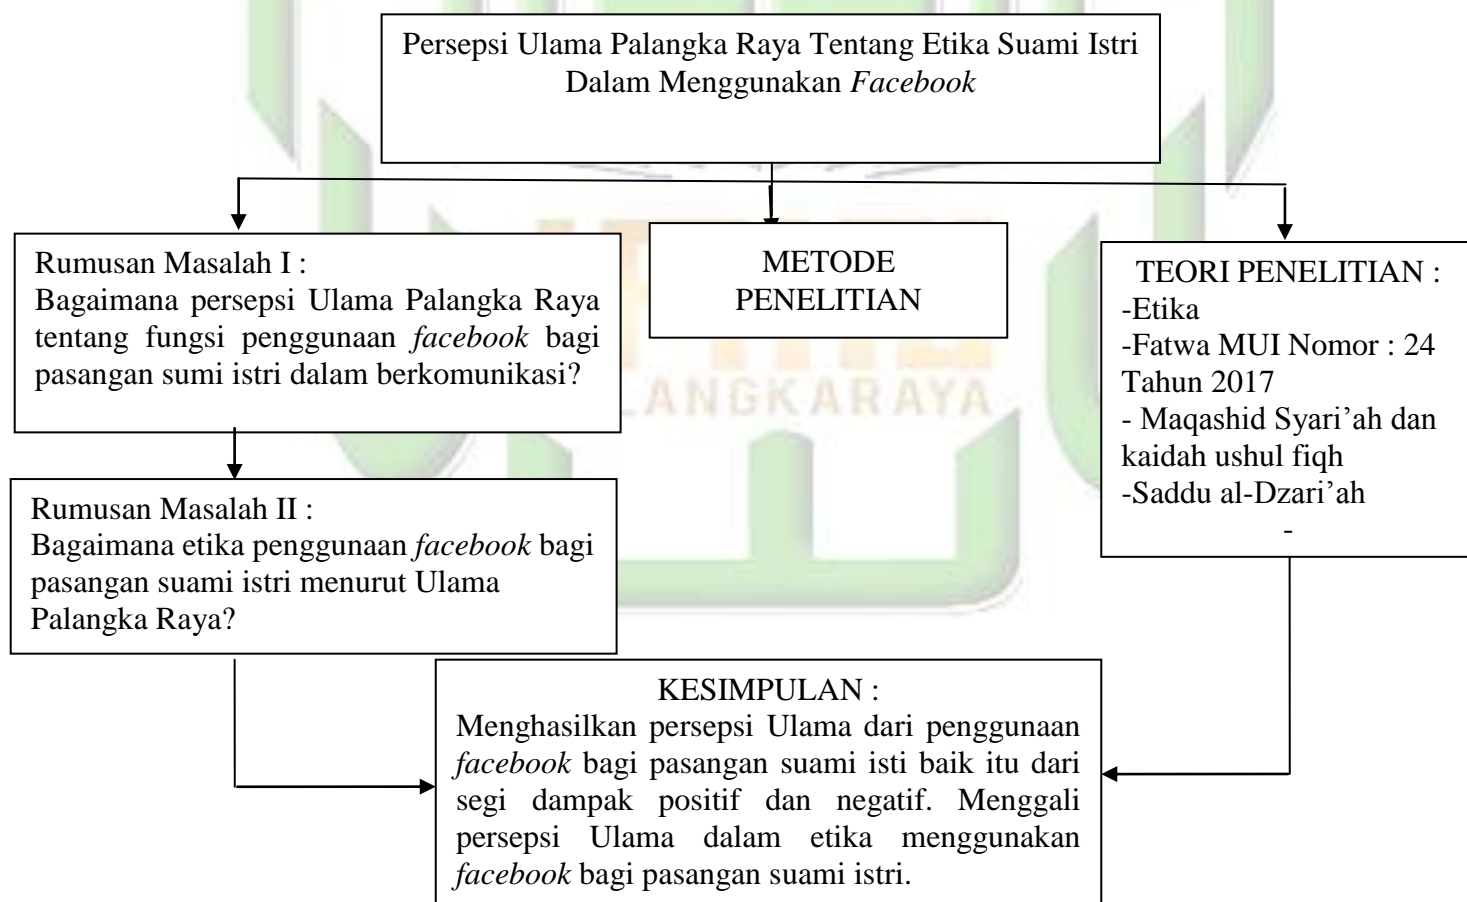 Persepsi Ulama Palangka Raya Tentang Etika Suami Istri
Dalam Menggunakan Facebook
Rumusan Masalah I :
Bagaimana persepsi Ulama Palangka Raya
tentang fungsi penggunaan facebook bagi
pasangan sumi istri dalam berkomunikasi?
METODE
PENELITIAN
TEORI PENELITIAN :
-Etika
-Fatwa MUI Nomor : 24
Tahun 2017
- Maqashid Syari’ah dan
kaidah ushul fiqh
-Saddu al-Dzari’ah
-
LANGKARAYA
Rumusan Masalah II :
Bagaimana etika penggunaan facebook bagi
pasangan suami istri menurut Ulama
Palangka Raya?
KESIMPULAN :
Menghasilkan persepsi Ulama dari penggunaan
facebook bagi pasangan suami isti baik itu dari
segi dampak positif dan negatif. Menggali
persepsi Ulama dalam etika menggunakan
facebook bagi pasangan suami istri.